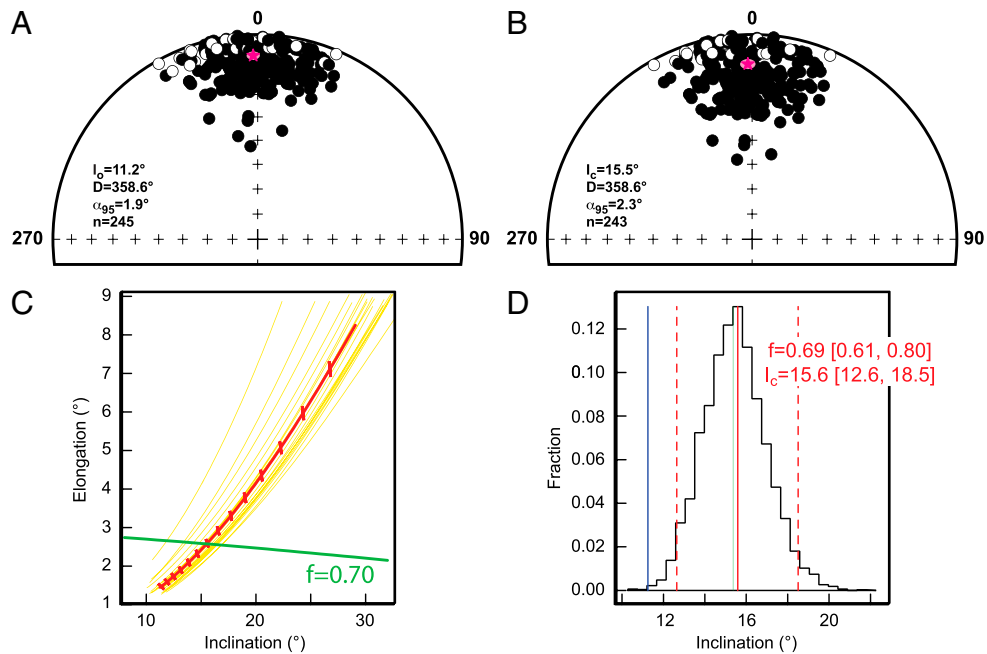 A
0
270
90
Iₒ=11.2°
D=358.6°
α₉₅=1.9°
n=245
B
0
270
90
I꜀=15.5°
D=358.6°
α₉₅=2.3°
n=243
C
Elongation (°)
9
8
7
6
5
4
3
2
1
f=0.70
10 20 30
Inclination (°)
D
Fraction
0.12
0.10
0.08
0.06
0.04
0.02
0.00
f=0.69 [0.61, 0.80]
I꜀=15.6 [12.6, 18.5]
12 14 16 20
Inclination (°)